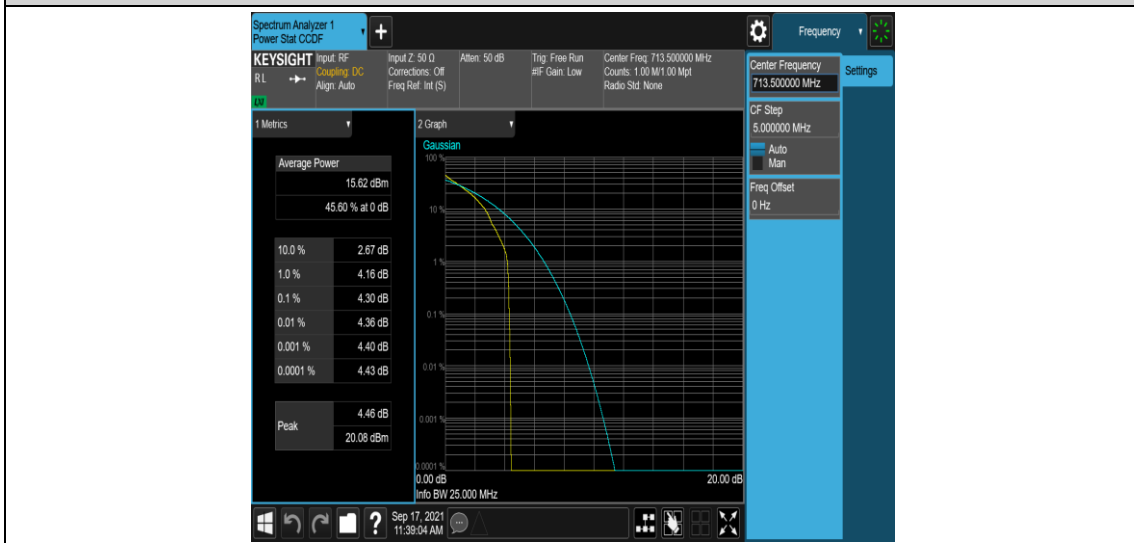 Spectrum Analyzer 1
Power Stat CCDF
+
Frequency
KEYSIGHT
RL
LXI
Input: RF
Coupling: DC
Align: Auto
Input Z: 50 Ω
Corrections: Off
Freq Ref: Int (S)
Atten: 50 dB
Trig: Free Run
#IF Gain: Low
Center Freq: 713.500000 MHz
Counts: 1.00 M/1.00 Mpt
Radio Std: None
Center Frequency
713.500000 MHz
Settings
CF Step
5.000000 MHz
Auto
Man
Freq Offset
0 Hz
1 Metrics
Average Power
15.62 dBm
45.60 % at 0 dB
10.0 % 2.67 dB
1.0 % 4.16 dB
0.1 % 4.30 dB
0.01 % 4.36 dB
0.001 % 4.40 dB
0.0001 % 4.43 dB
Peak
4.46 dB
20.08 dBm
2 Graph
Gaussian
100 %
10 %
1 %
0.1 %
0.01 %
0.001 %
0.0001 %
0.00 dB
20.00 dB
Info BW 25.000 MHz
?
Sep 17, 2021
11:39:04 AM